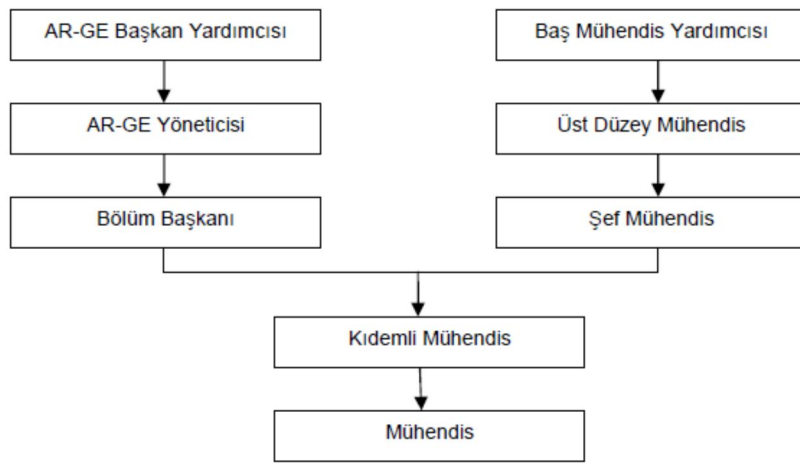 AR-GE Başkan Yardımcısı
Baş Mühendis Yardımcısı
AR-GE Yöneticisi
Üst Düzey Mühendis
Bölüm Başkanı
Şef Mühendis
Kıdemli Mühendis
Mühendis